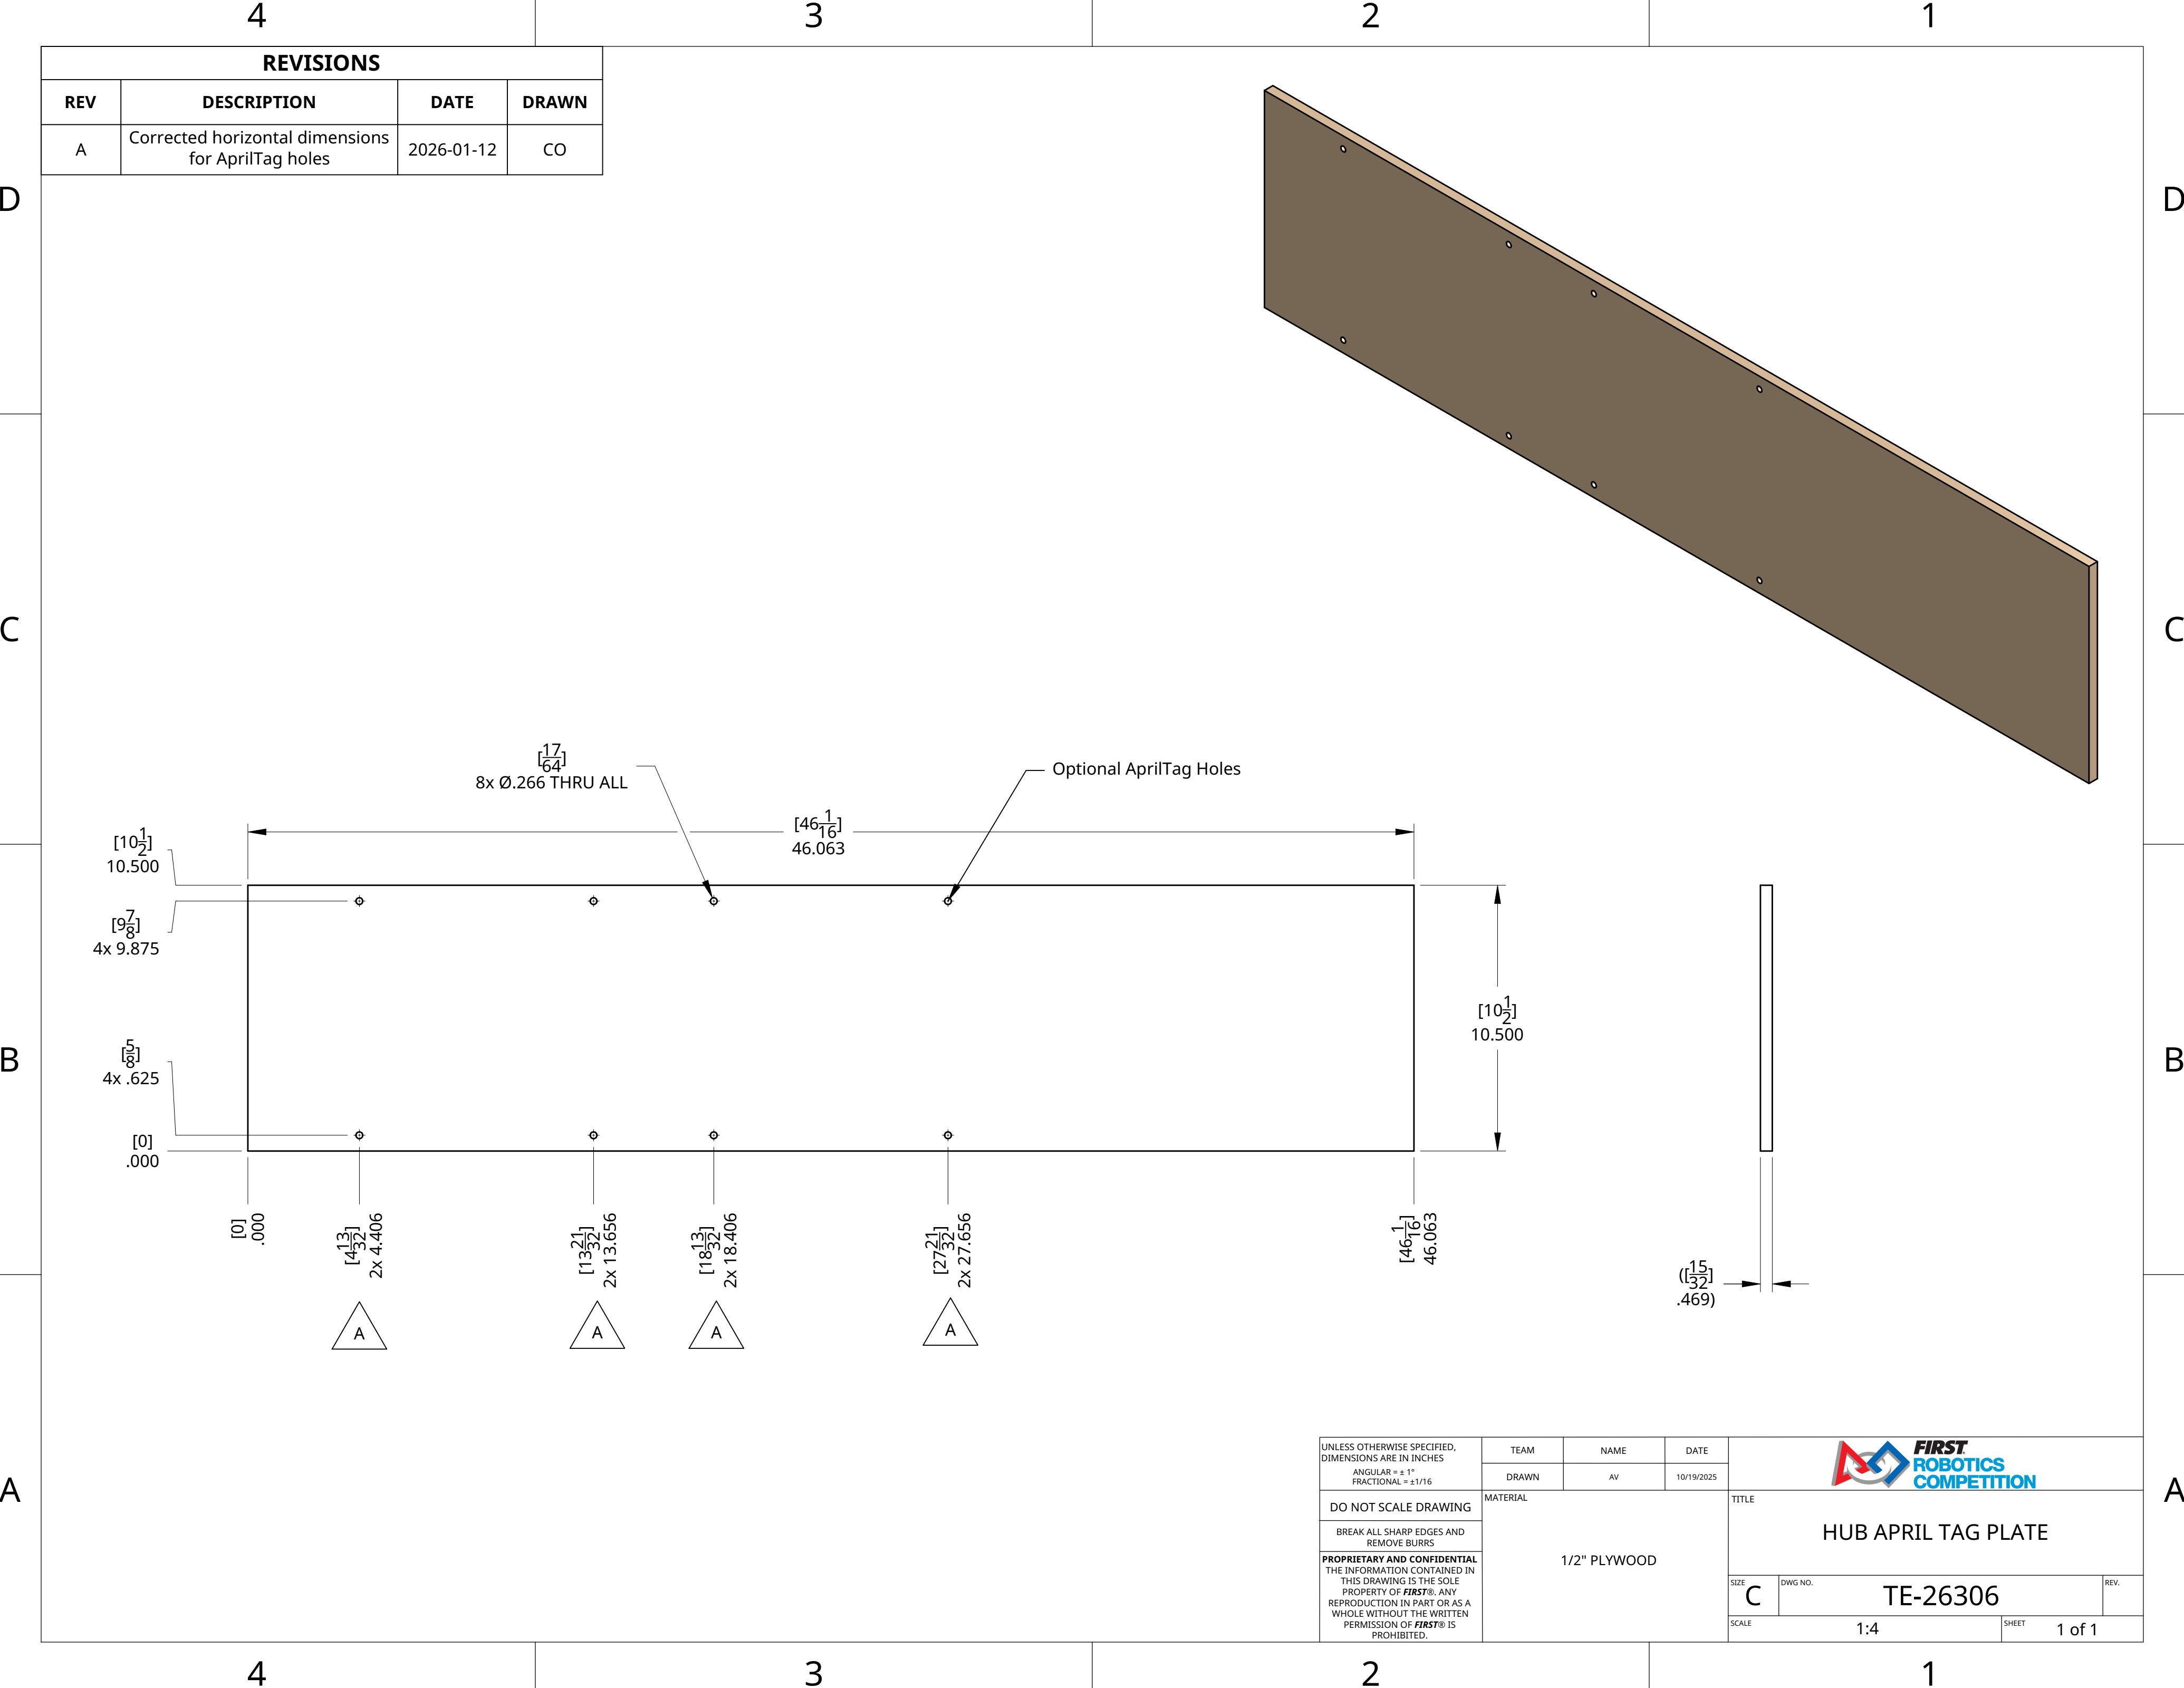 4 3 2 1
REVISIONS
REV DESCRIPTION DATE DRAWN
A Corrected horizontal dimensions for AprilTag holes 2026-01-12 CO
D D
C C
[17/64]
8x Ø.266 THRU ALL
Optional AprilTag Holes
[46 1/16]
46.063
[10 1/2]
10.500
[9 7/8]
4x 9.875
[10 1/2]
10.500
[5/8]
4x .625
[0]
.000
B B
[0]
.000
[4 13/32]
2x 4.406
[13 21/32]
2x 13.656
[18 13/32]
2x 18.406
[27 21/32]
2x 27.656
[46 1/16]
46.063
([15/32]
.469)
A A A A
A A
UNLESS OTHERWISE SPECIFIED,
DIMENSIONS ARE IN INCHES
ANGULAR = ± 1°
FRACTIONAL = ±1/16
DO NOT SCALE DRAWING
BREAK ALL SHARP EDGES AND
REMOVE BURRS
PROPRIETARY AND CONFIDENTIAL
THE INFORMATION CONTAINED IN
THIS DRAWING IS THE SOLE
PROPERTY OF FIRST®. ANY
REPRODUCTION IN PART OR AS A
WHOLE WITHOUT THE WRITTEN
PERMISSION OF FIRST® IS
PROHIBITED.
TEAM NAME DATE
DRAWN AV 10/19/2025
MATERIAL
1/2" PLYWOOD
FIRST
ROBOTICS
COMPETITION
TITLE
HUB APRIL TAG PLATE
SIZE C DWG NO. TE-26306 REV.
SCALE 1:4 SHEET 1 of 1
4 3 2 1